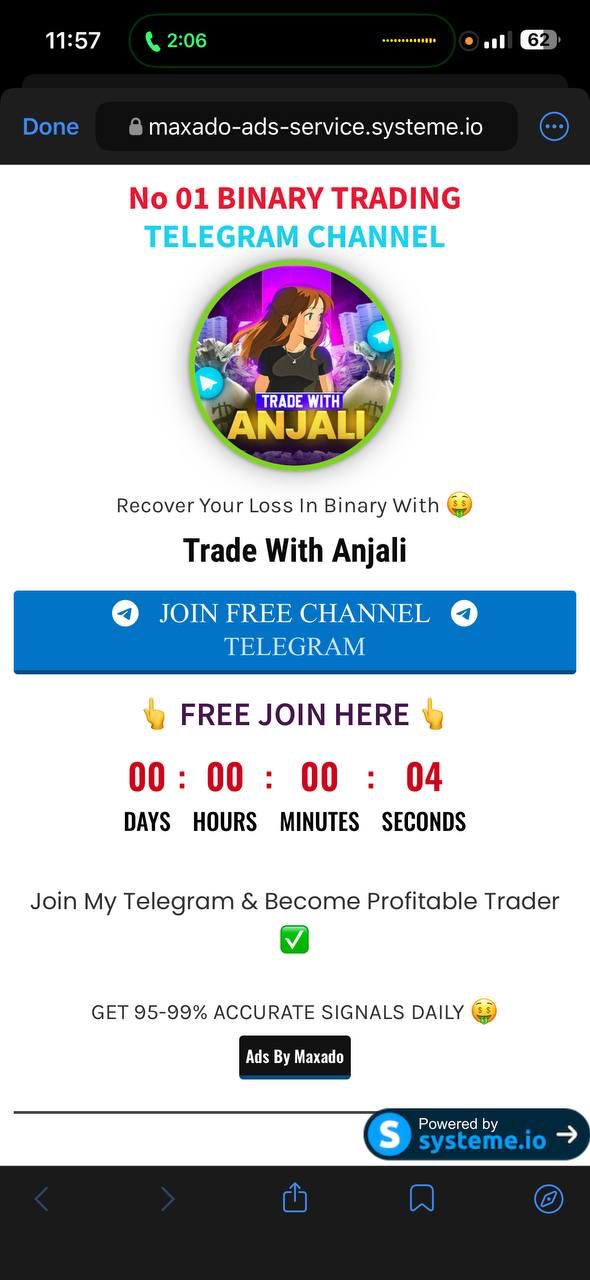 11:57
2:06
62
Done
maxado-ads-service.systeme.io
No 01 BINARY TRADING
TELEGRAM CHANNEL
TRADE WITH
ANJALI
Recover Your Loss In Binary With 🤑
Trade With Anjali
JOIN FREE CHANNEL
TELEGRAM
👆 FREE JOIN HERE 👆
00 : 00 : 00 : 04
DAYS HOURS MINUTES SECONDS
Join My Telegram & Become Profitable Trader
✅
GET 95-99% ACCURATE SIGNALS DAILY 🤑
Ads By Maxado
Powered by
S systeme.io →